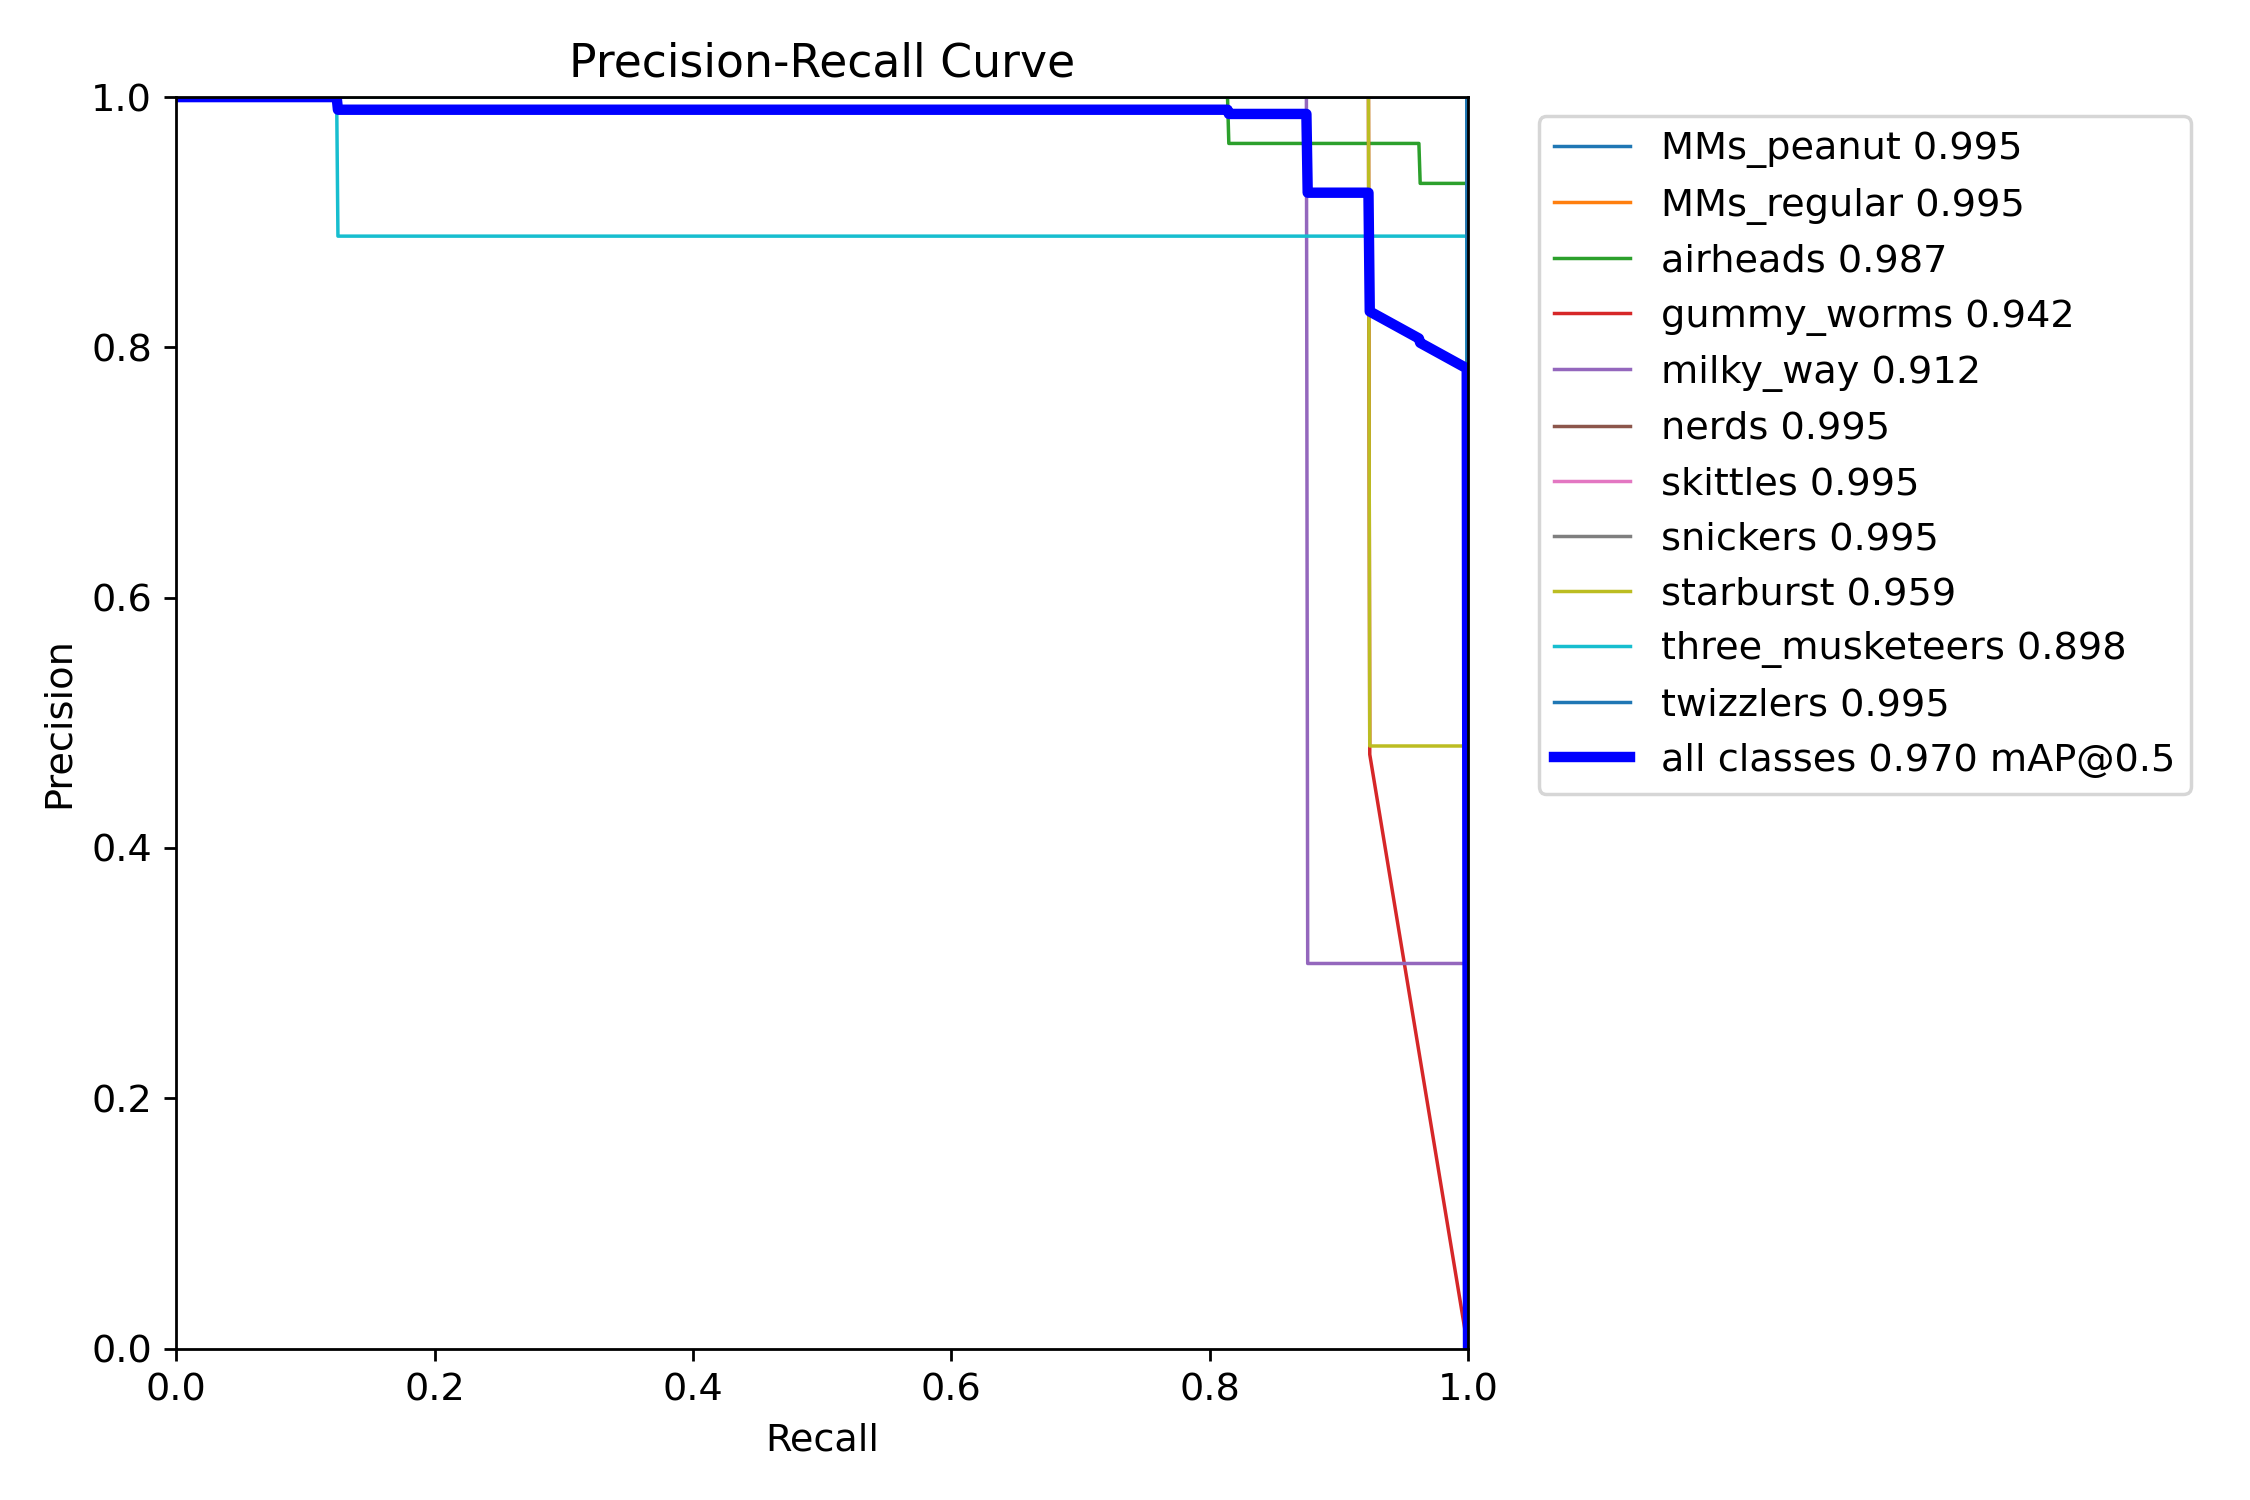 Precision-Recall Curve
1.0
0.8
0.6
0.4
0.2
0.0
Precision
0.0 0.2 0.4 0.6 0.8 1.0
Recall
MMs_peanut 0.995
MMs_regular 0.995
airheads 0.987
gummy_worms 0.942
milky_way 0.912
nerds 0.995
skittles 0.995
snickers 0.995
starburst 0.959
three_musketeers 0.898
twizzlers 0.995
all classes 0.970 mAP@0.5